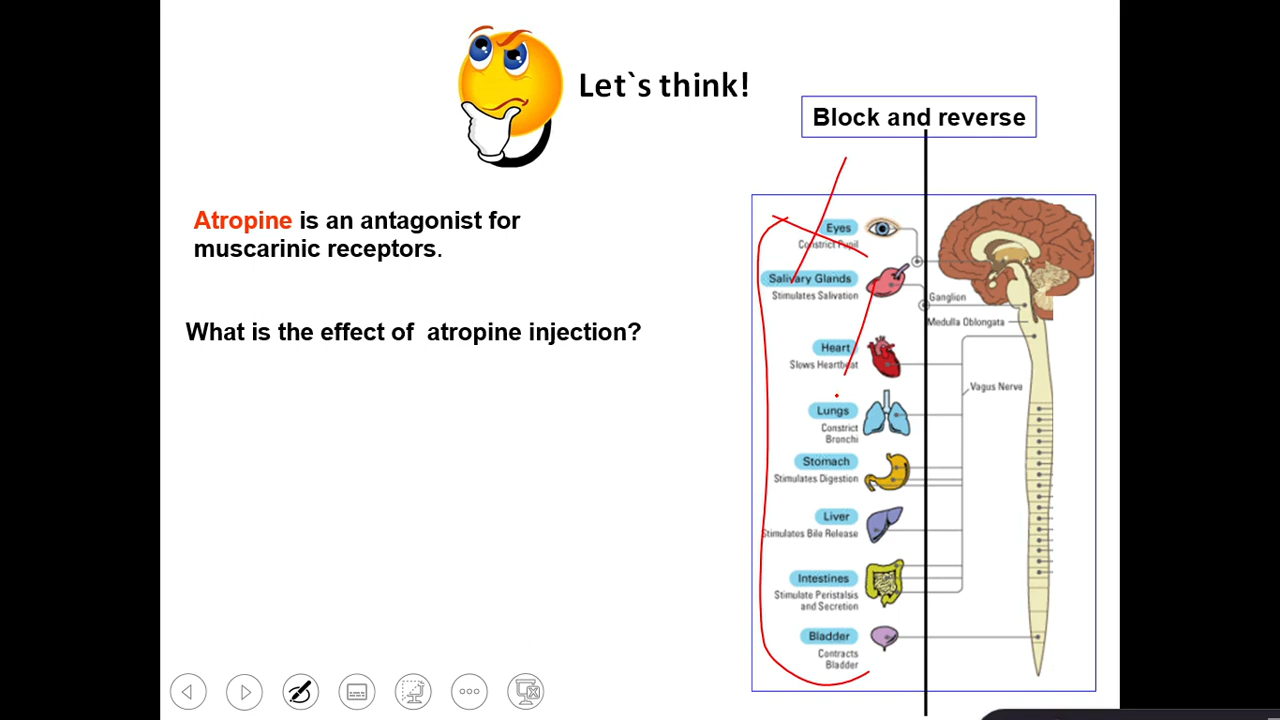 Let`s think!
Block and reverse
Atropine is an antagonist for
muscarinic receptors.
What is the effect of atropine injection?
Eyes
Constrict Pupil
Salivary Glands
Stimulates Salivation
Ganglion
Medulla Oblongata
Heart
Slows Heartbeat
Vagus Nerve
Lungs
Constrict
Bronchi
Stomach
Stimulates Digestion
Liver
Stimulates Bile Release
Intestines
Stimulate Peristalsis
and Secretion
Bladder
Contracts
Bladder